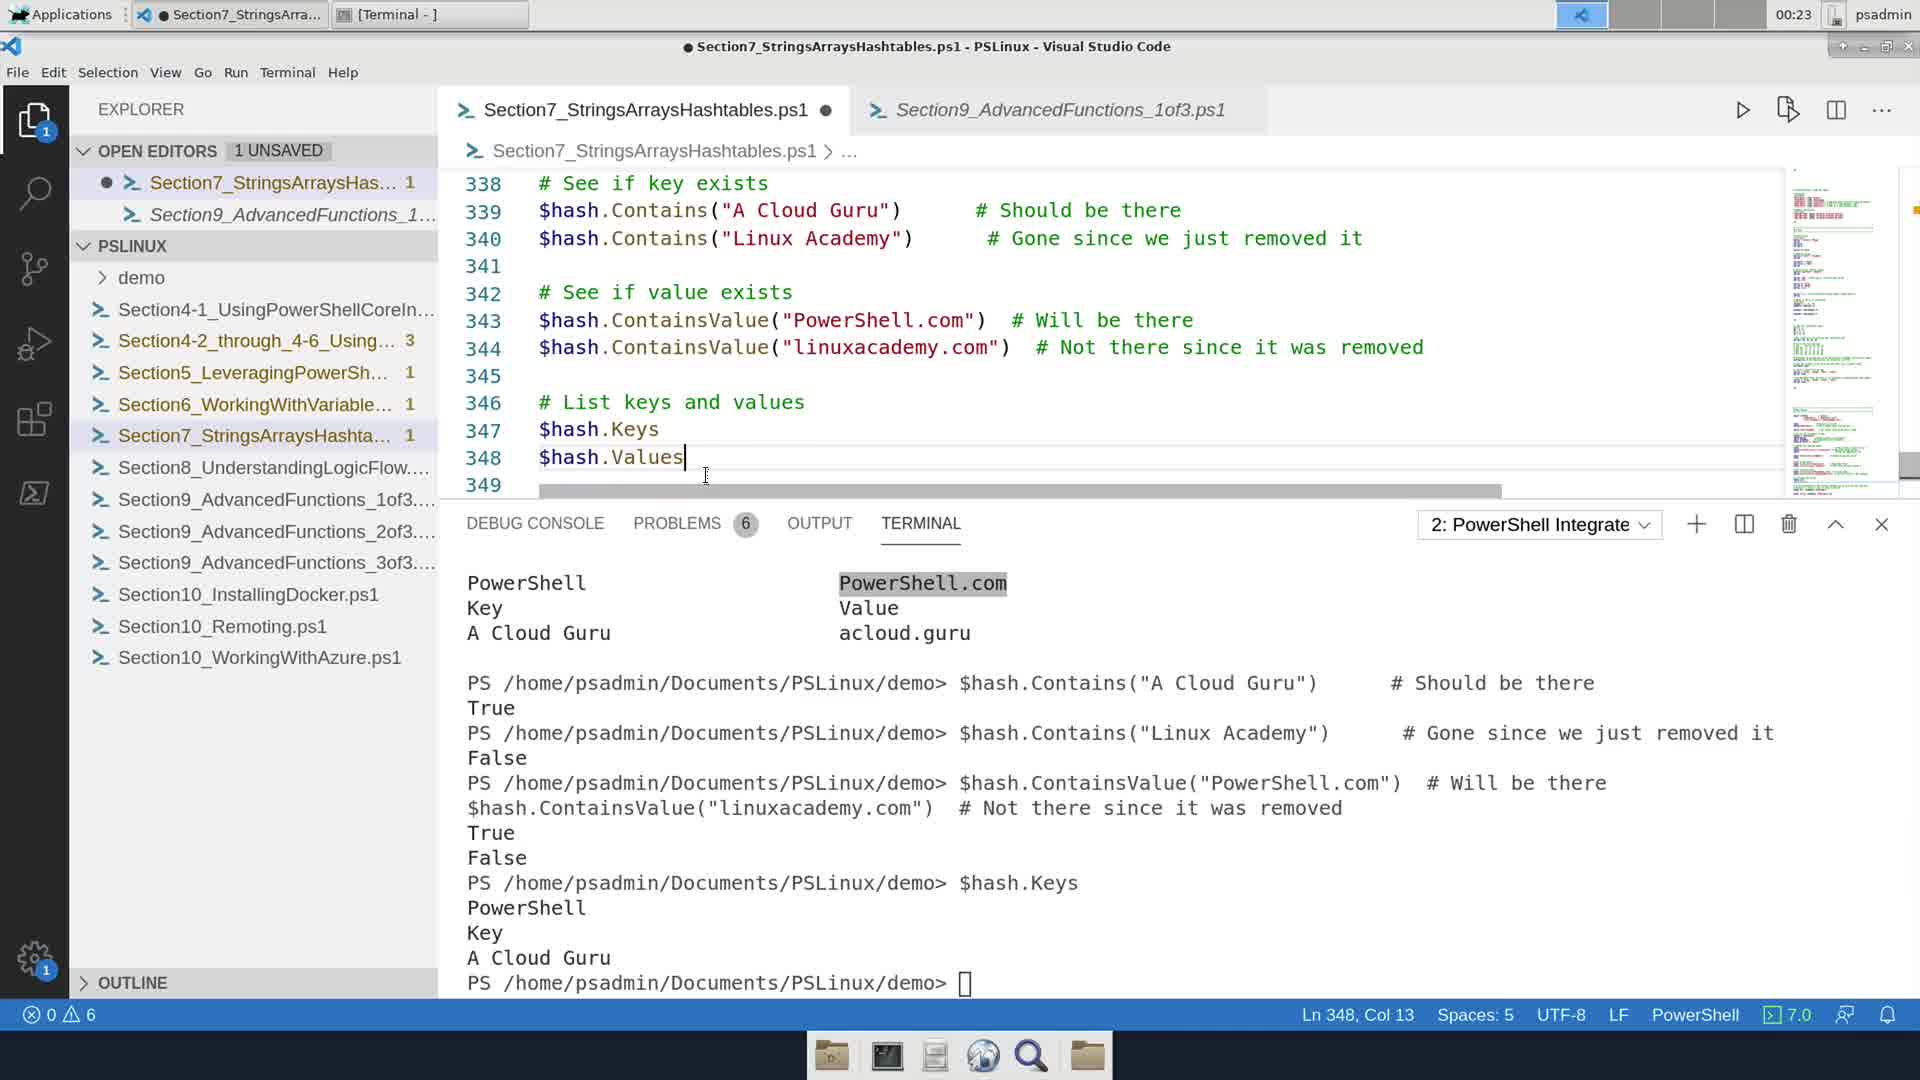 Applications
● Section7_StringsArra...
[Terminal - ]
00:23
psadmin
● Section7_StringsArraysHashtables.ps1 - PSLinux - Visual Studio Code
File Edit Selection View Go Run Terminal Help
EXPLORER
OPEN EDITORS 1 UNSAVED
Section7_StringsArraysHas... 1
Section9_AdvancedFunctions_1...
PSLINUX
demo
Section4-1_UsingPowerShellCoreIn...
Section4-2_through_4-6_Using... 3
Section5_LeveragingPowerSh... 1
Section6_WorkingWithVariable... 1
Section7_StringsArraysHashta... 1
Section8_UnderstandingLogicFlow....
Section9_AdvancedFunctions_1of3....
Section9_AdvancedFunctions_2of3....
Section9_AdvancedFunctions_3of3....
Section10_InstallingDocker.ps1
Section10_Remoting.ps1
Section10_WorkingWithAzure.ps1
OUTLINE
1
1
Section7_StringsArraysHashtables.ps1 ●
Section9_AdvancedFunctions_1of3.ps1
Section7_StringsArraysHashtables.ps1 > ...
338 # See if key exists
339 $hash.Contains("A Cloud Guru")      # Should be there
340 $hash.Contains("Linux Academy")      # Gone since we just removed it
341
342 # See if value exists
343 $hash.ContainsValue("PowerShell.com")  # Will be there
344 $hash.ContainsValue("linuxacademy.com")  # Not there since it was removed
345
346 # List keys and values
347 $hash.Keys
348 $hash.Values
349
DEBUG CONSOLE PROBLEMS 6 OUTPUT TERMINAL
2: PowerShell Integrate
PowerShell                     PowerShell.com
Key                            Value
A Cloud Guru                   acloud.guru
PS /home/psadmin/Documents/PSLinux/demo> $hash.Contains("A Cloud Guru")      # Should be there
True
PS /home/psadmin/Documents/PSLinux/demo> $hash.Contains("Linux Academy")      # Gone since we just removed it
False
PS /home/psadmin/Documents/PSLinux/demo> $hash.ContainsValue("PowerShell.com")  # Will be there
$hash.ContainsValue("linuxacademy.com")  # Not there since it was removed
True
False
PS /home/psadmin/Documents/PSLinux/demo> $hash.Keys
PowerShell
Key
A Cloud Guru
PS /home/psadmin/Documents/PSLinux/demo>
0 6
Ln 348, Col 13 Spaces: 5 UTF-8 LF PowerShell 7.0